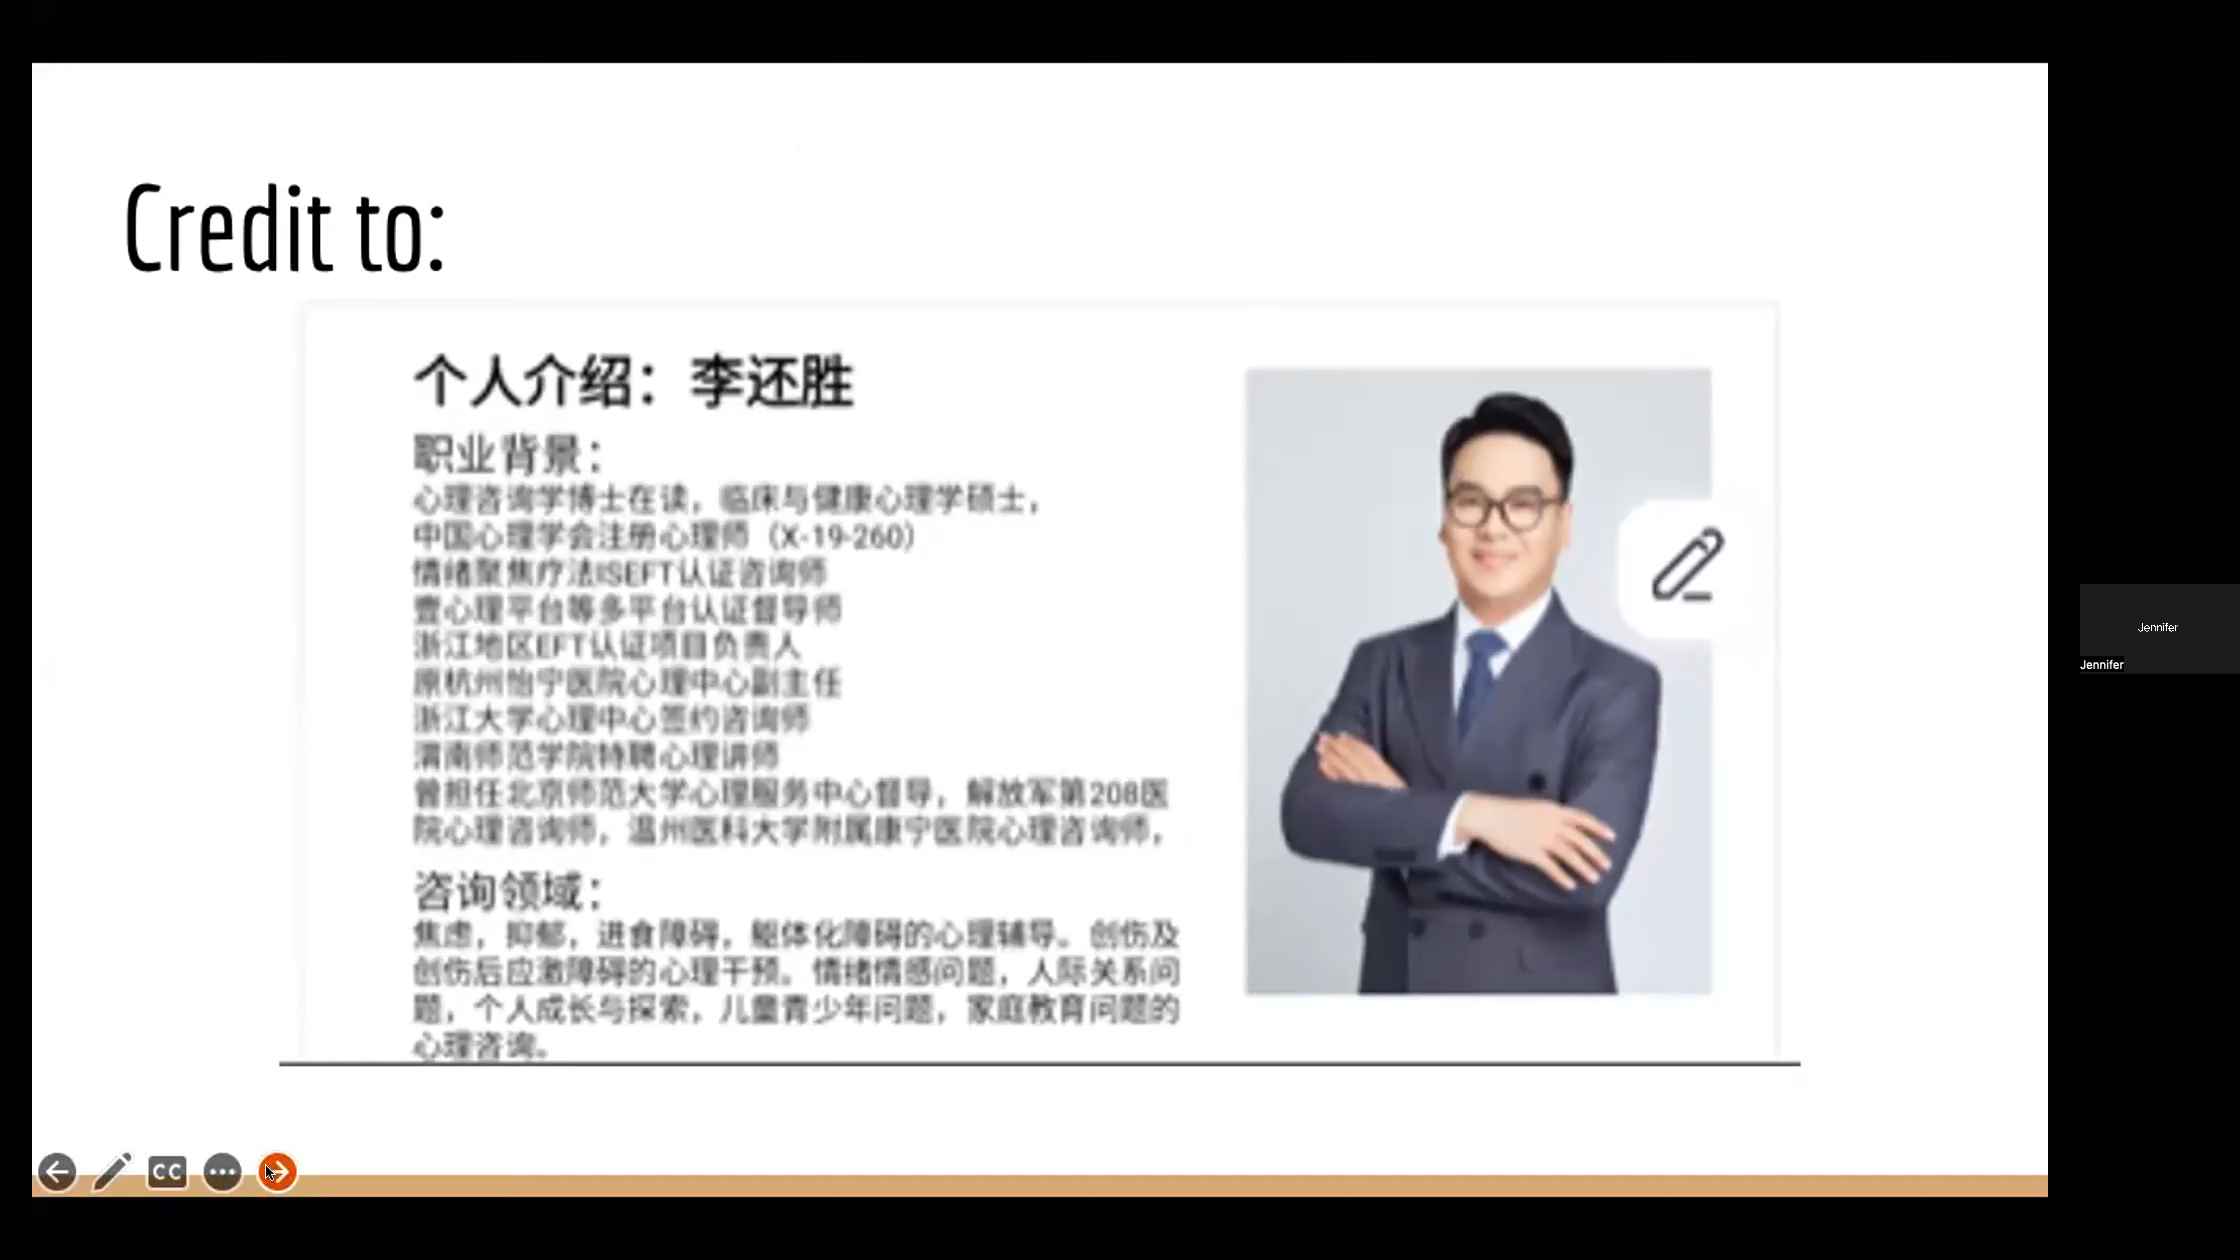 Credit to:
个人介绍：李还胜
职业背景：
心理咨询学博士在读，临床与健康心理学硕士，
中国心理学会注册心理师（X-19-260）
情绪聚焦疗法ISEFT认证咨询师
壹心理平台等多平台认证督导师
浙江地区EFT认证项目负责人
原杭州怡宁医院心理中心副主任
浙江大学心理中心签约咨询师
渭南师范学院特聘心理讲师
曾担任北京师范大学心理服务中心督导，解放军第208医
院心理咨询师，温州医科大学附属康宁医院心理咨询师，
咨询领域：
焦虑，抑郁，进食障碍，躯体化障碍的心理辅导。创伤及
创伤后应激障碍的心理干预。情绪情感问题，人际关系问
题，个人成长与探索，儿童青少年问题，家庭教育问题的
心理咨询。
Jennifer
Jennifer
CC